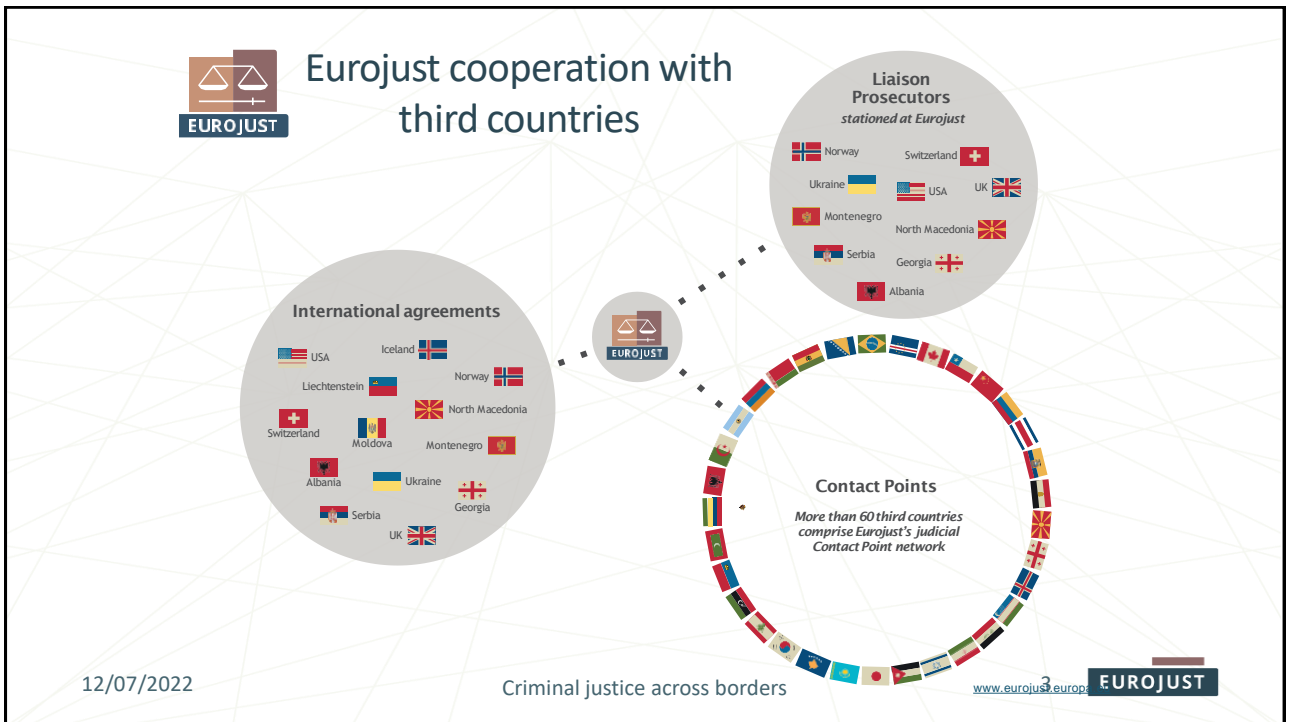 EUROJUST
Eurojust cooperation with
third countries
Liaison
Prosecutors
stationed at Eurojust
Norway
Switzerland
Ukraine
USA
UK
Montenegro
North Macedonia
Serbia
Georgia
Albania
International agreements
USA
Iceland
Liechtenstein
Norway
Switzerland
Moldova
North Macedonia
Montenegro
Albania
Ukraine
Georgia
Serbia
UK
EUROJUST
Contact Points
More than 60 third countries
comprise Eurojust's judicial
Contact Point network
12/07/2022
Criminal justice across borders
3
EUROJUST